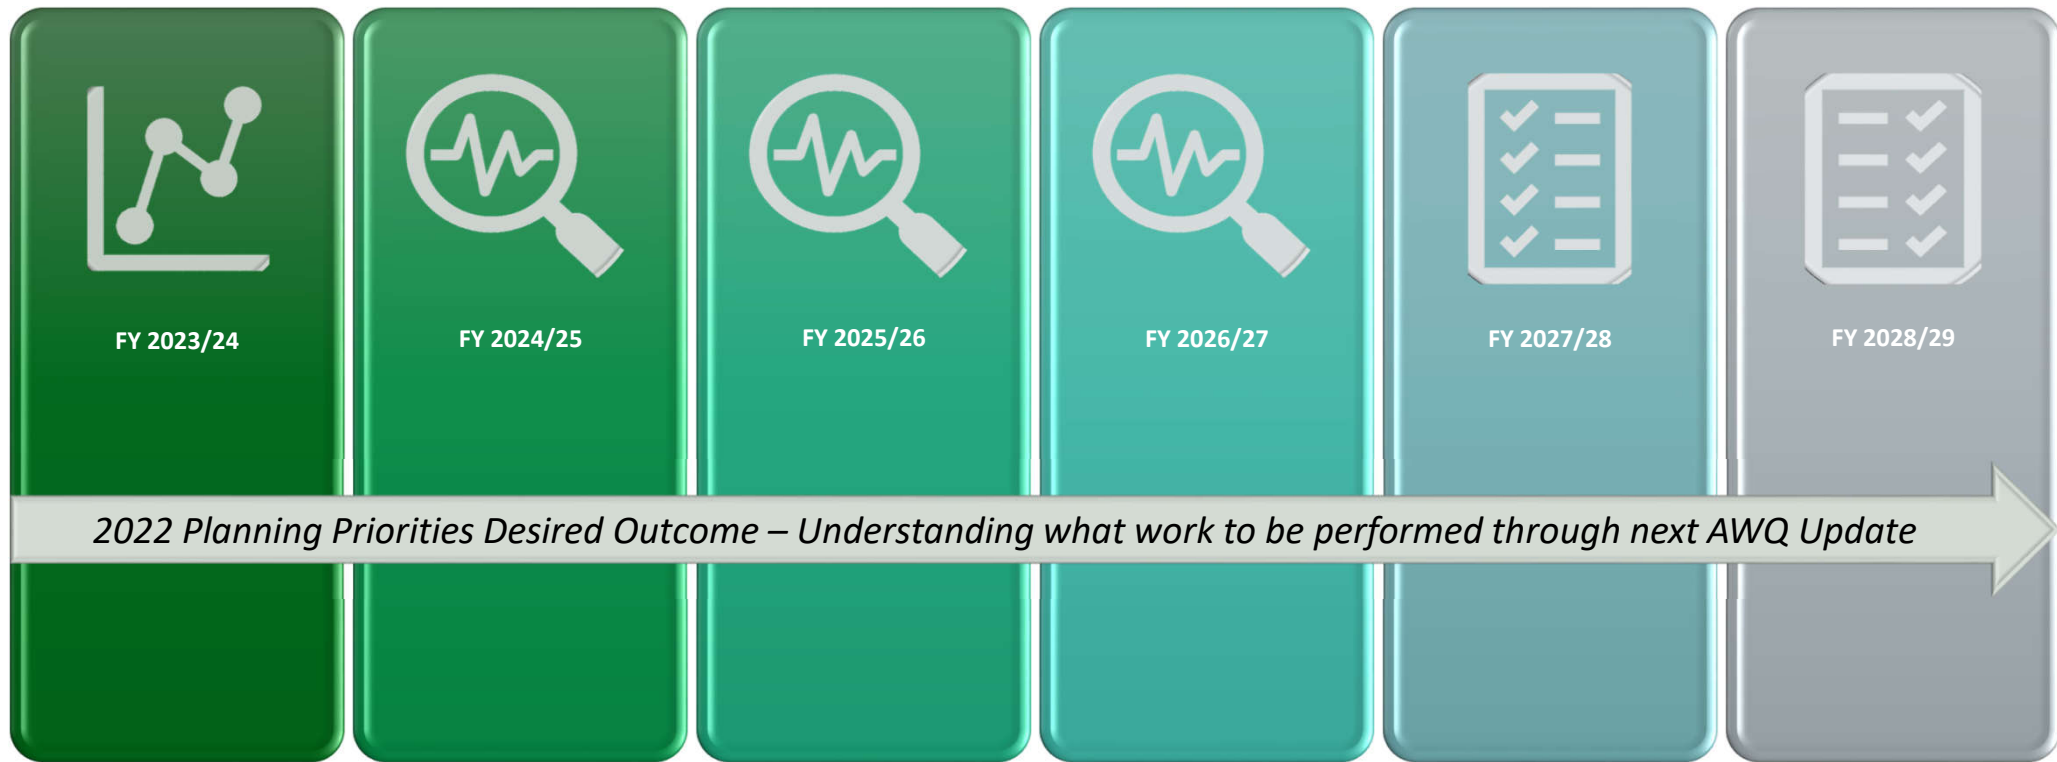 FY 2023/24
FY 2024/25
FY 2025/26
FY 2026/27
FY 2027/28
FY 2028/29
2022 Planning Priorities Desired Outcome – Understanding what work to be performed through next AWQ Update